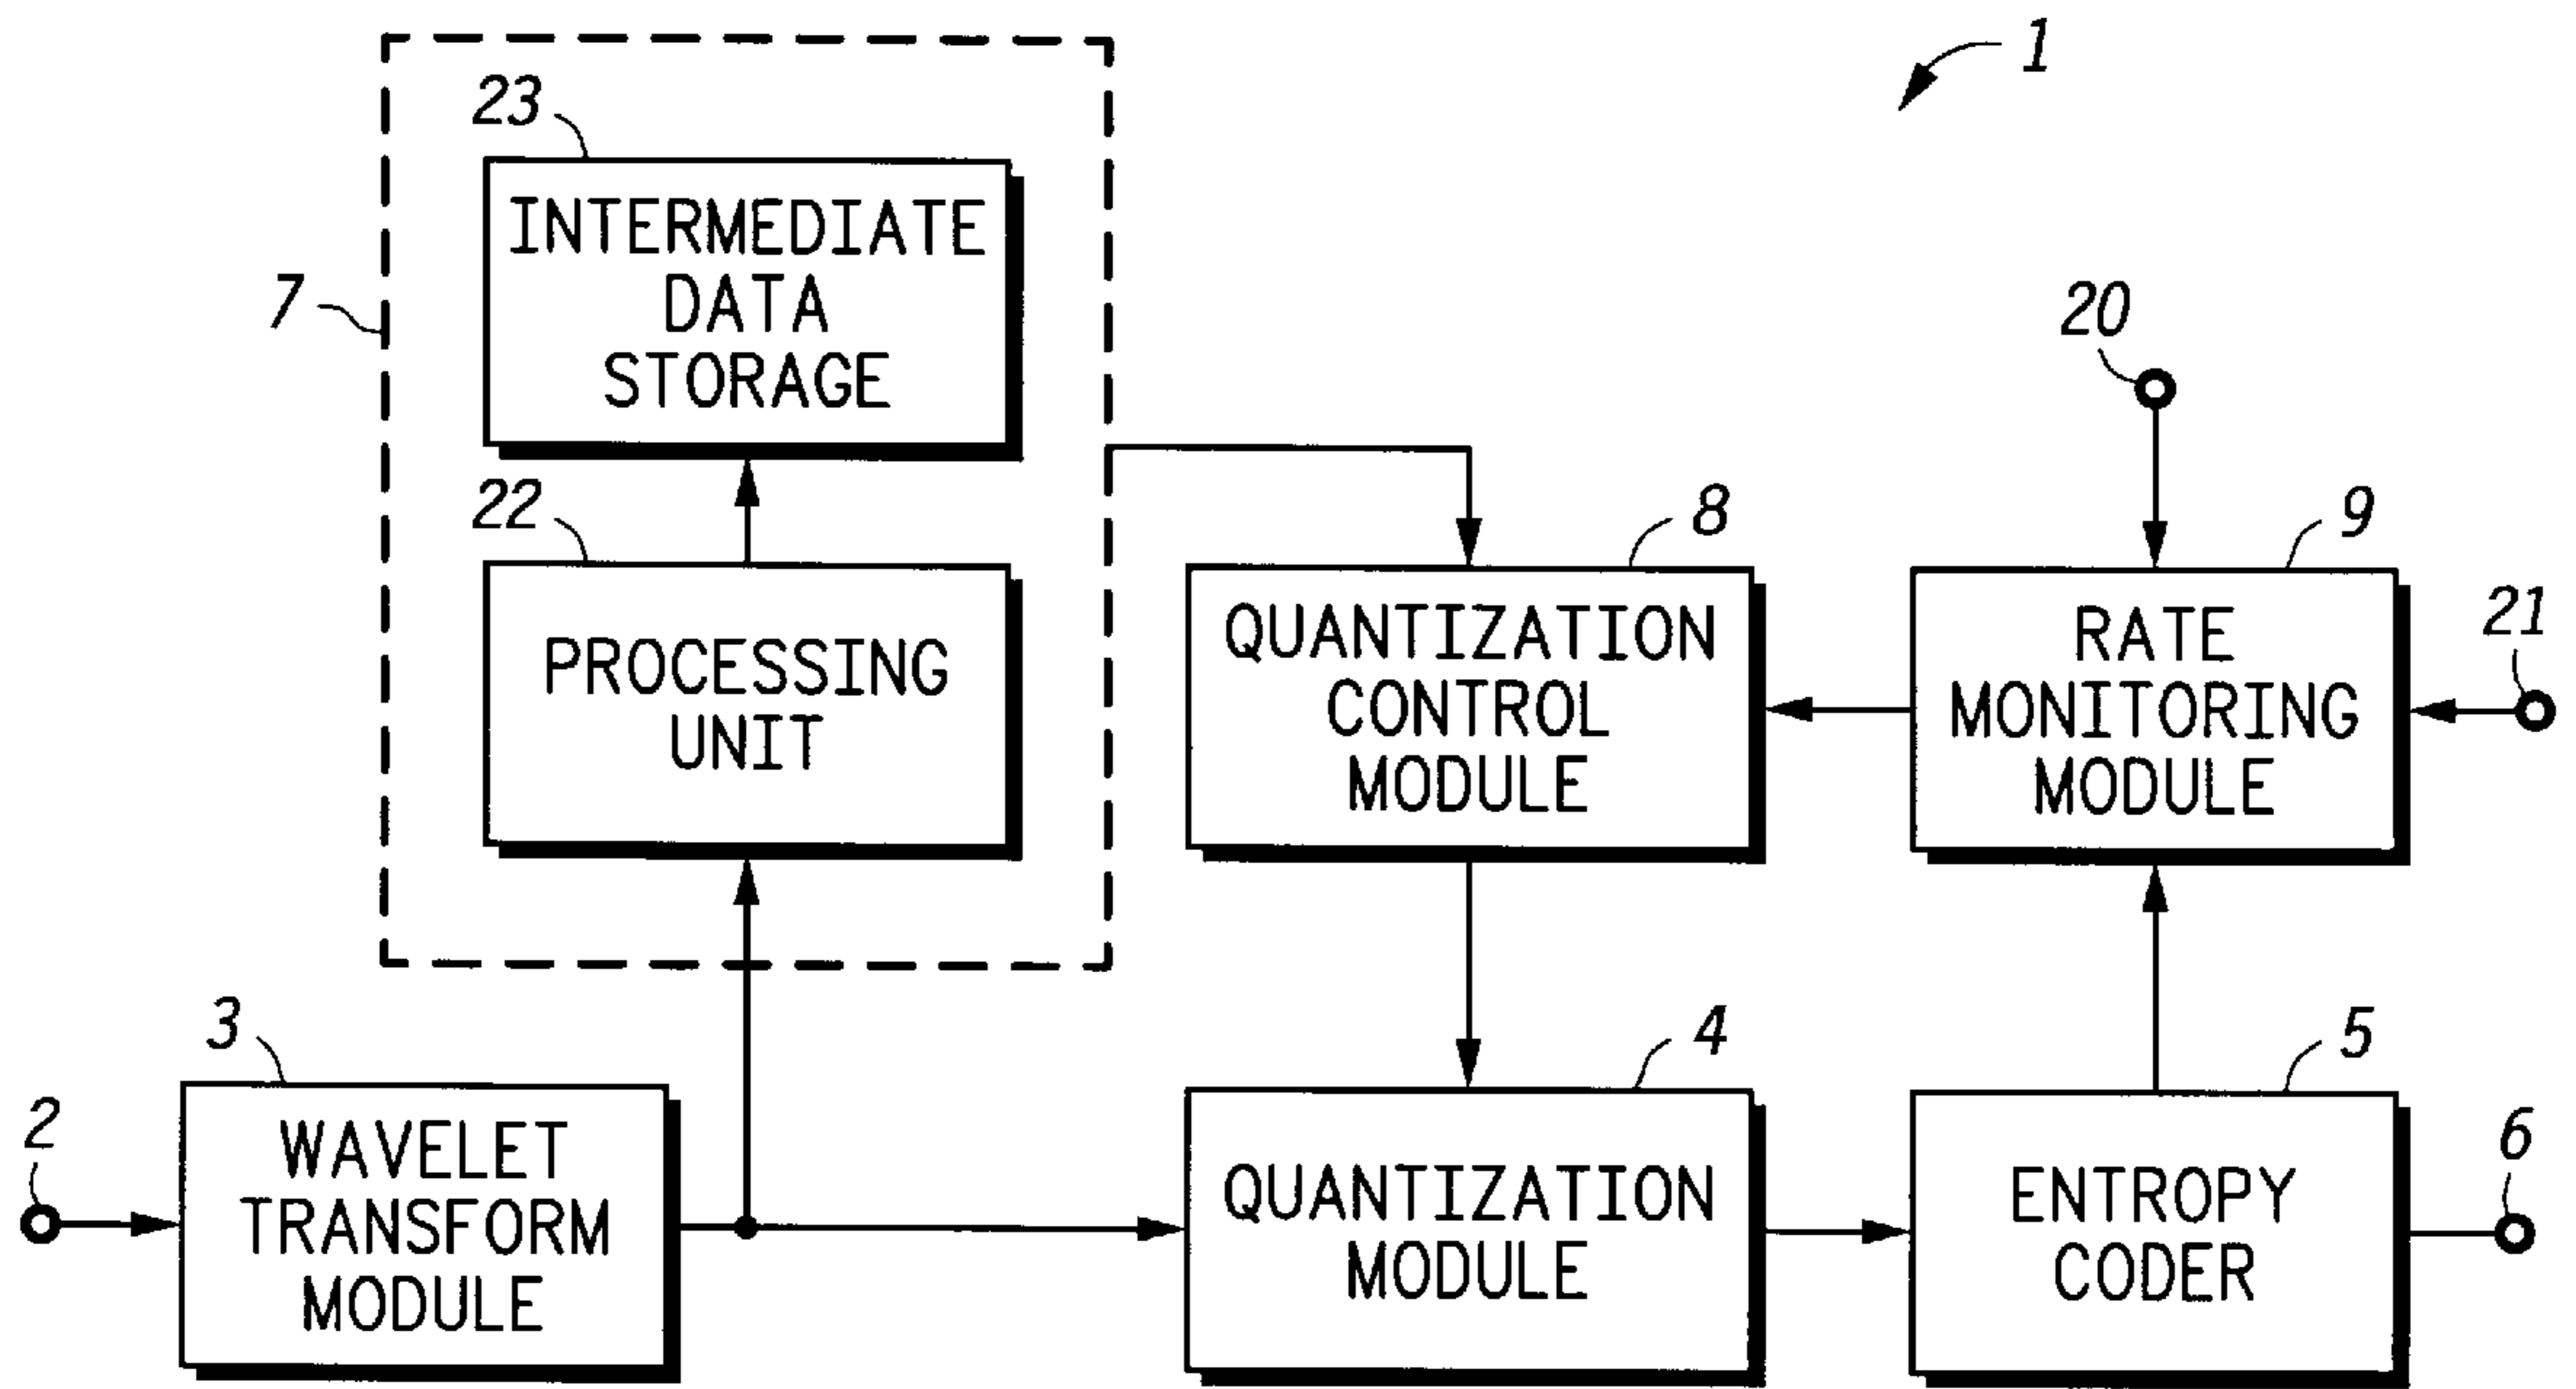 1
23
INTERMEDIATE
DATA
STORAGE
7
20
22
PROCESSING
UNIT
8
QUANTIZATION
CONTROL
MODULE
9
RATE
MONITORING
MODULE
21
3
WAVELET
TRANSFORM
MODULE
2
4
QUANTIZATION
MODULE
5
ENTROPY
CODER
6